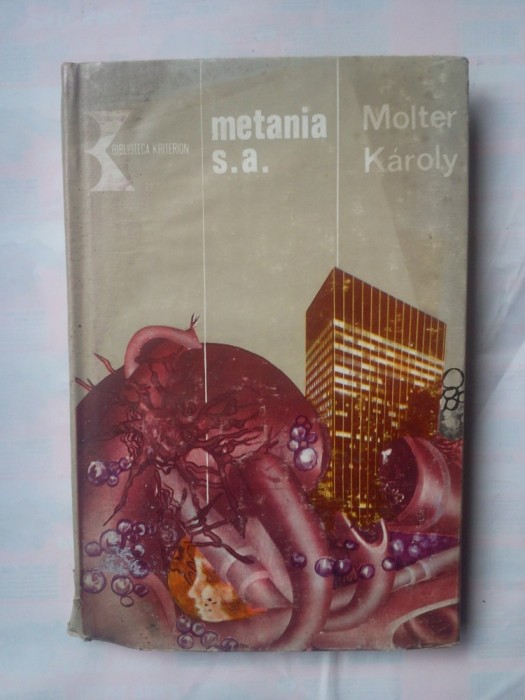 BIBLIOTECA KRITERION
metania
s.a.
Molter
Károly